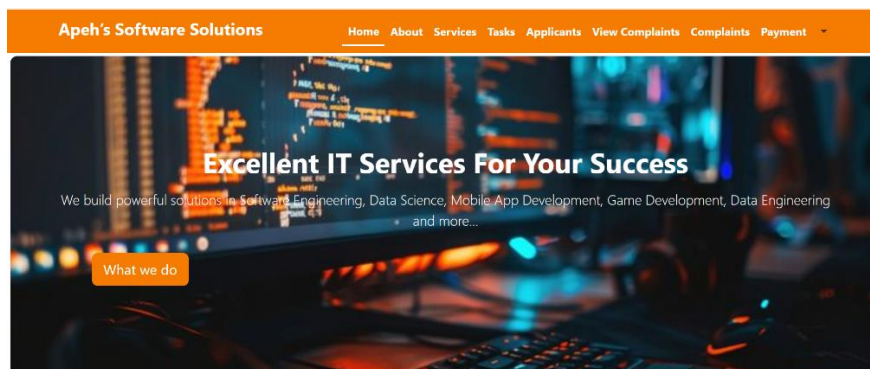 Apeh's Software Solutions
Home About Services Tasks Applicants View Complaints Complaints Payment
Excellent IT Services For Your Success
We build powerful solutions in Software Engineering, Data Science, Mobile App Development, Game Development, Data Engineering
and more...
What we do